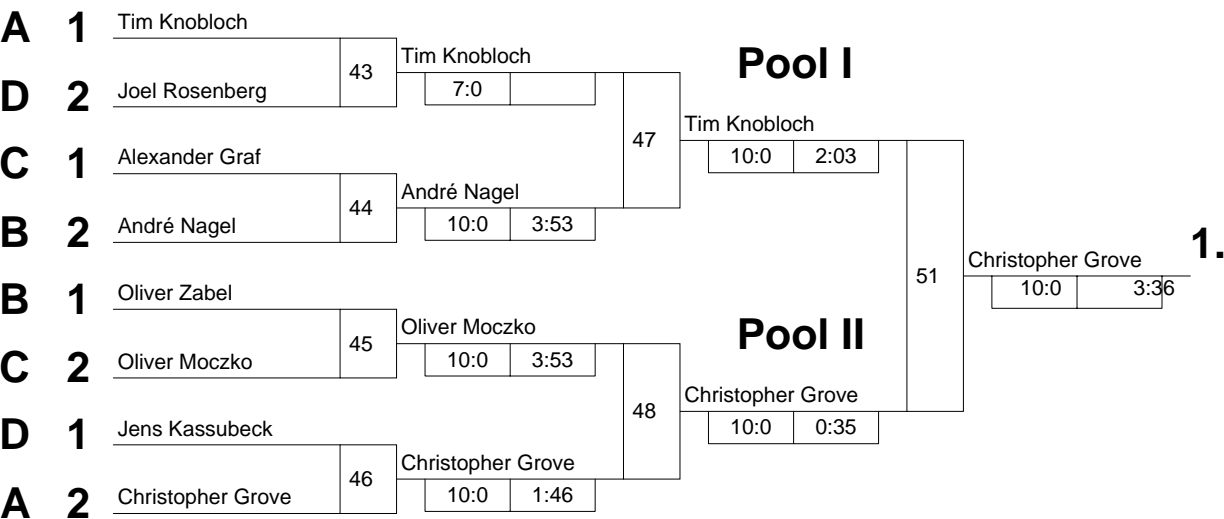 A 1 Tim Knobloch
43 Tim Knobloch
7:0
D 2 Joel Rosenberg
Pool I
47 Tim Knobloch
10:0 2:03
C 1 Alexander Graf
44 André Nagel
10:0 3:53
B 2 André Nagel
51 Christopher Grove 1.
10:0 3:36
B 1 Oliver Zabel
45 Oliver Moczko
10:0 3:53
C 2 Oliver Moczko
Pool II
48 Christopher Grove
10:0 0:35
D 1 Jens Kassubeck
46 Christopher Grove
10:0 1:46
A 2 Christopher Grove